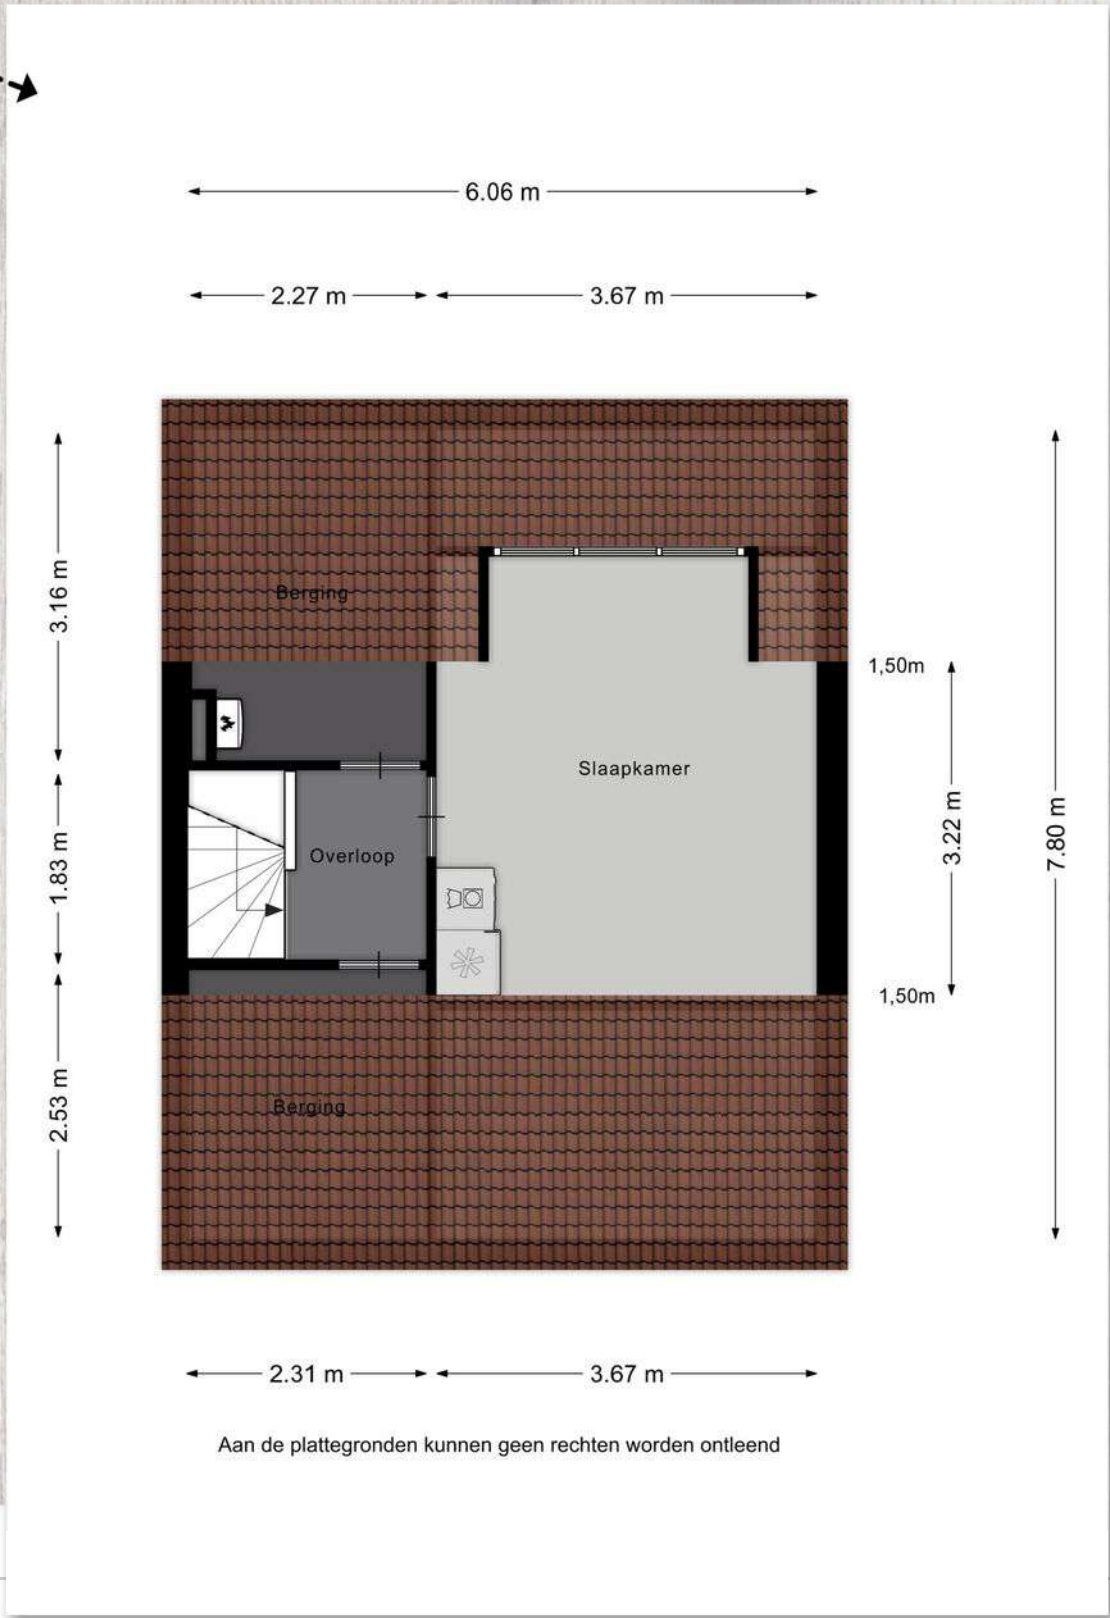 6.06 m
2.27 m
3.67 m
3.16 m
Berging
1,50m
Slaapkamer
1.83 m
Overloop
3.22 m
7.80 m
1,50m
2.53 m
Berging
2.31 m
3.67 m
Aan de plattegronden kunnen geen rechten worden ontleend